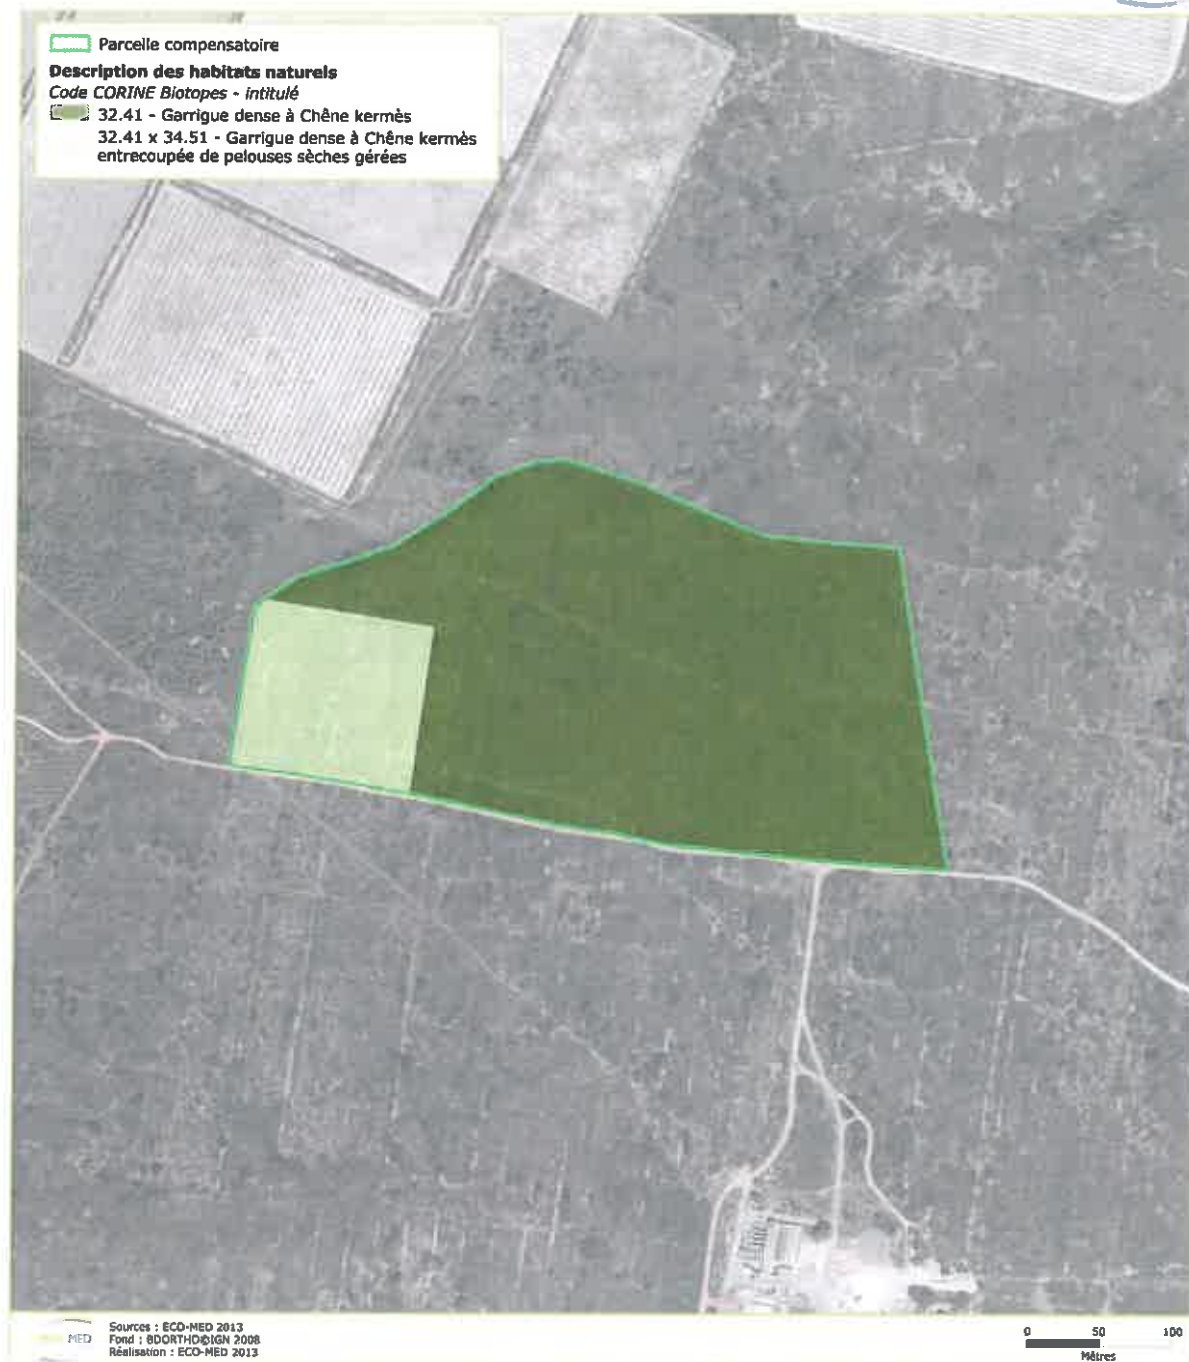 Parcelle compensatoire
Description des habitats naturels
Code CORINE Biotopes - intitulé
32.41 - Garrigue dense à Chêne kermès
32.41 x 34.51 - Garrigue dense à Chêne kermès
entrecoupée de pelouses sèches gérées
MED
Sources : ECO-MED 2013
Fond : BDORTHO©IGN 2008
Réalisation : ECO-MED 2013
0 50 100
Mètres